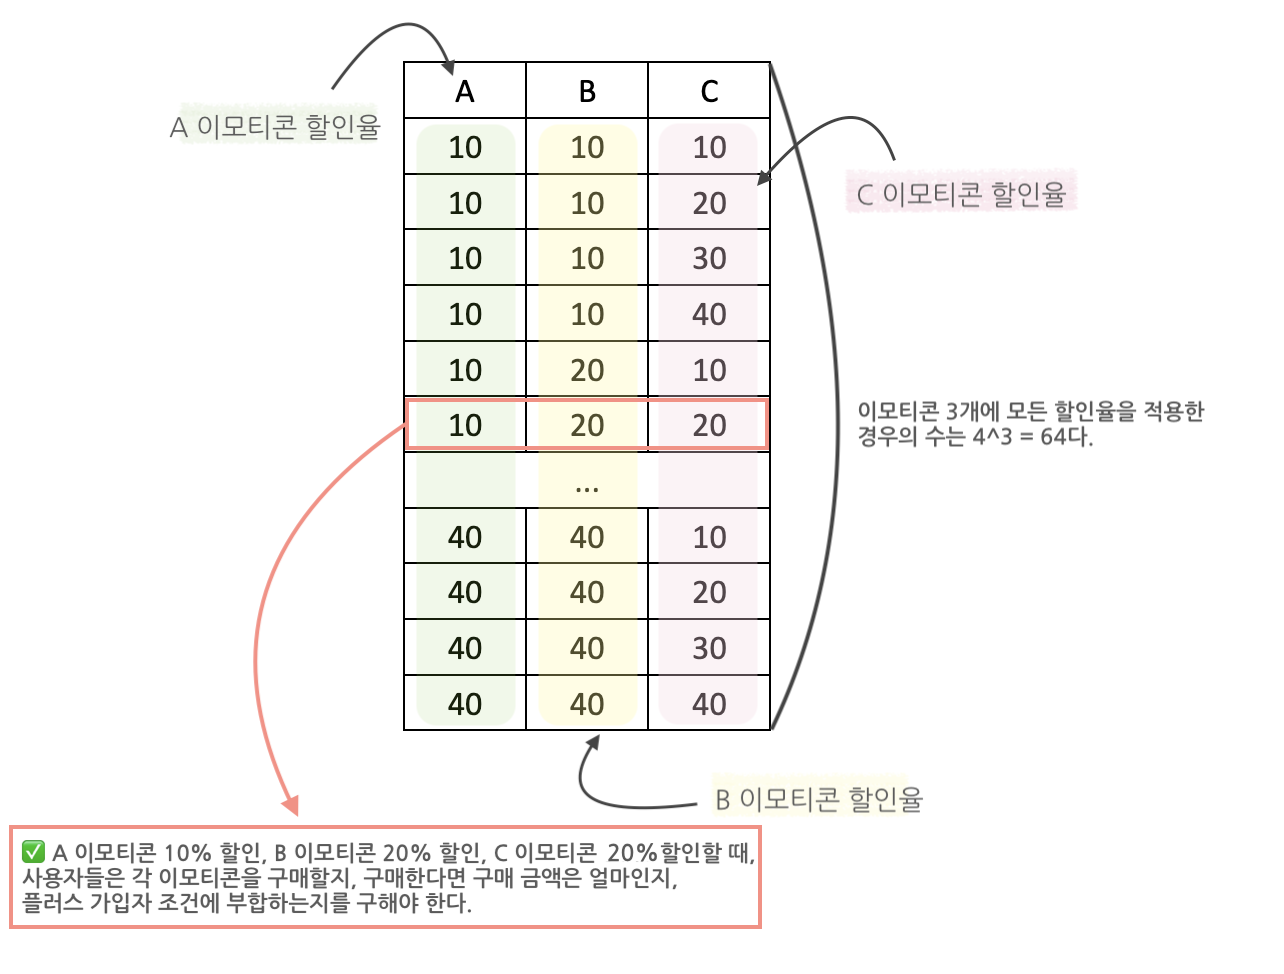 A 이모티콘 할인율
A B C
10 10 10
10 10 20
10 10 30
10 10 40
10 20 10
10 20 20
...
40 40 10
40 40 20
40 40 30
40 40 40
C 이모티콘 할인율
이모티콘 3개에 모든 할인율을 적용한
경우의 수는 4^3 = 64다.
B 이모티콘 할인율
✅ A 이모티콘 10% 할인, B 이모티콘 20% 할인, C 이모티콘 20%할인할 때,
사용자들은 각 이모티콘을 구매할지, 구매한다면 구매 금액은 얼마인지,
플러스 가입자 조건에 부합하는지를 구해야 한다.